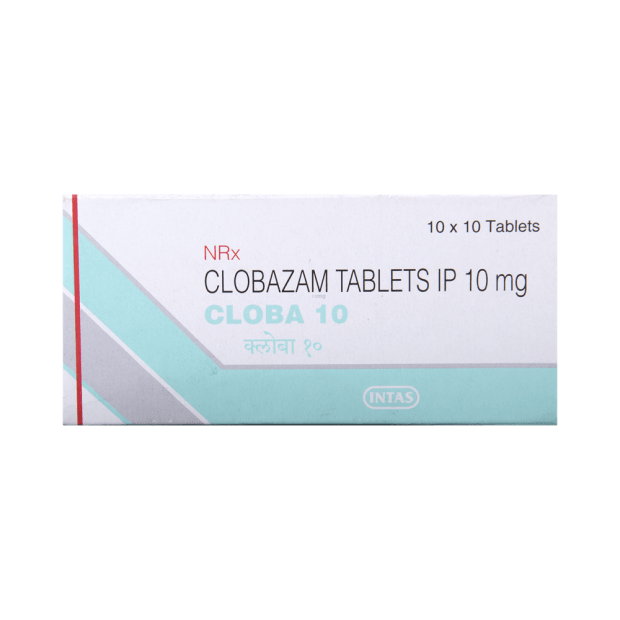 10 x 10 Tablets
NRx
CLOBAZAM TABLETS IP 10 mg
CLOBA 10
क्लोबा १०
INTAS